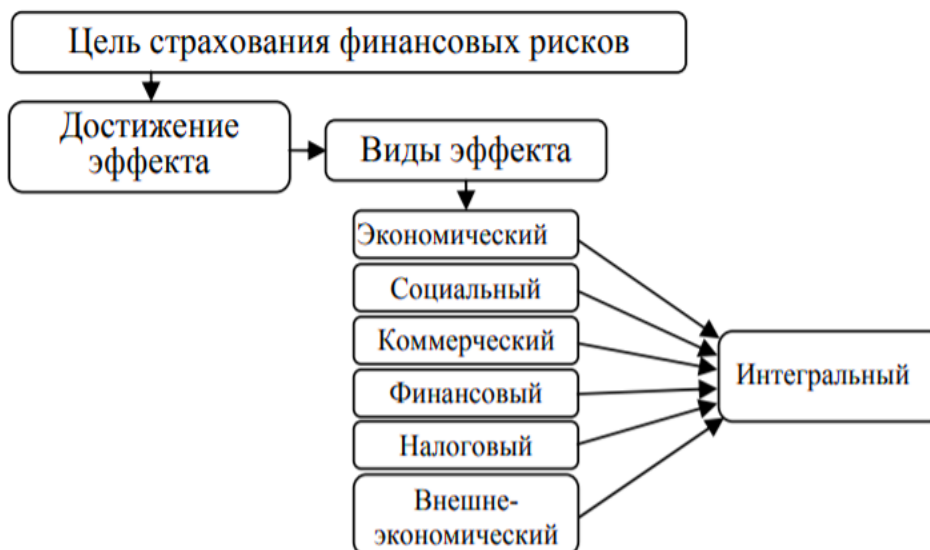 Цель страхования финансовых рисков
Достижение
эффекта
Виды эффекта
Экономический
Социальный
Коммерческий
Финансовый
Налоговый
Внешне-
экономический
Интегральный